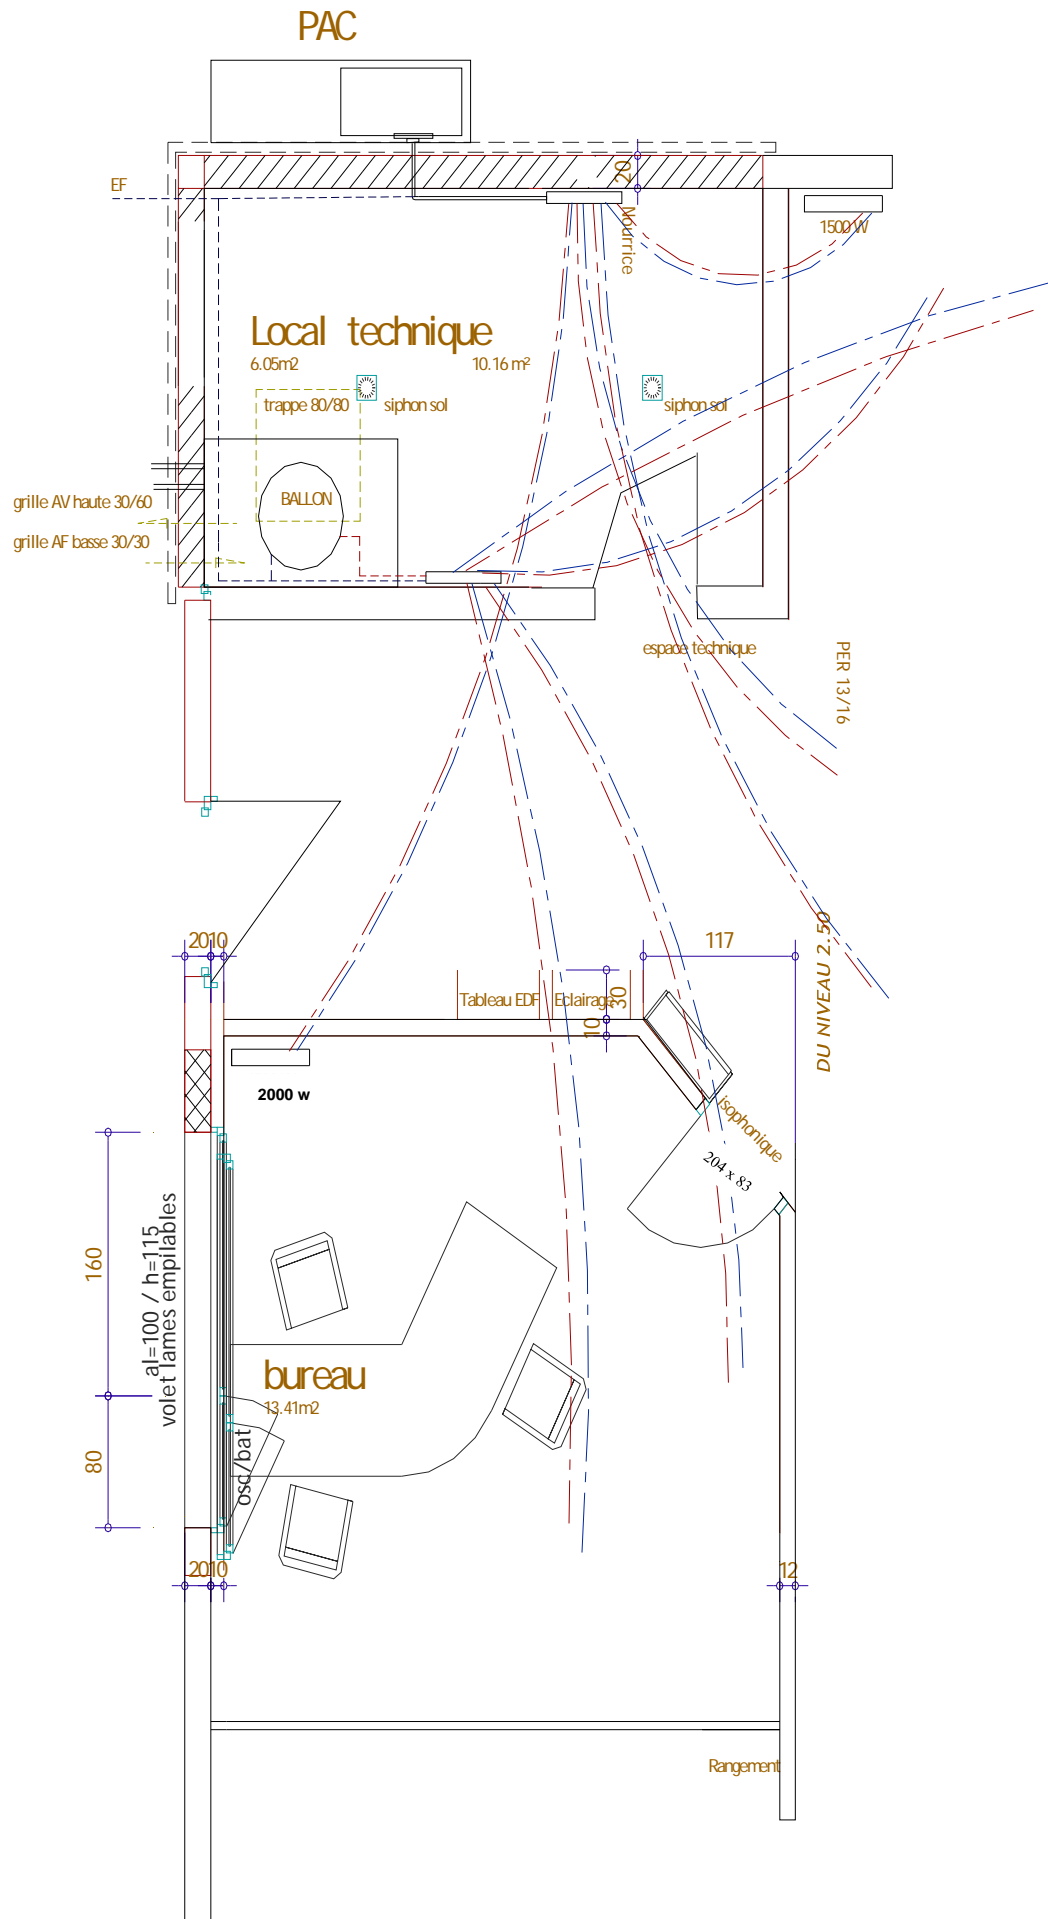 PAC
EF
20
Nourrice
1500 W
Local technique
6.05m2
10.16 m²
trappe 80/80
siphon sol
siphon sol
BALLON
grille AV haute 30/60
grille AF basse 30/30
espace technique
PER 13/16
DU NIVEAU 2.50
2010
117
Tableau EDF
Eclairage
30
10
2000 w
isophonique
204 x 83
160
al=100 / h=115
volet lames empilables
bureau
13.41m2
80
osc/bat
2010
12
Rangement